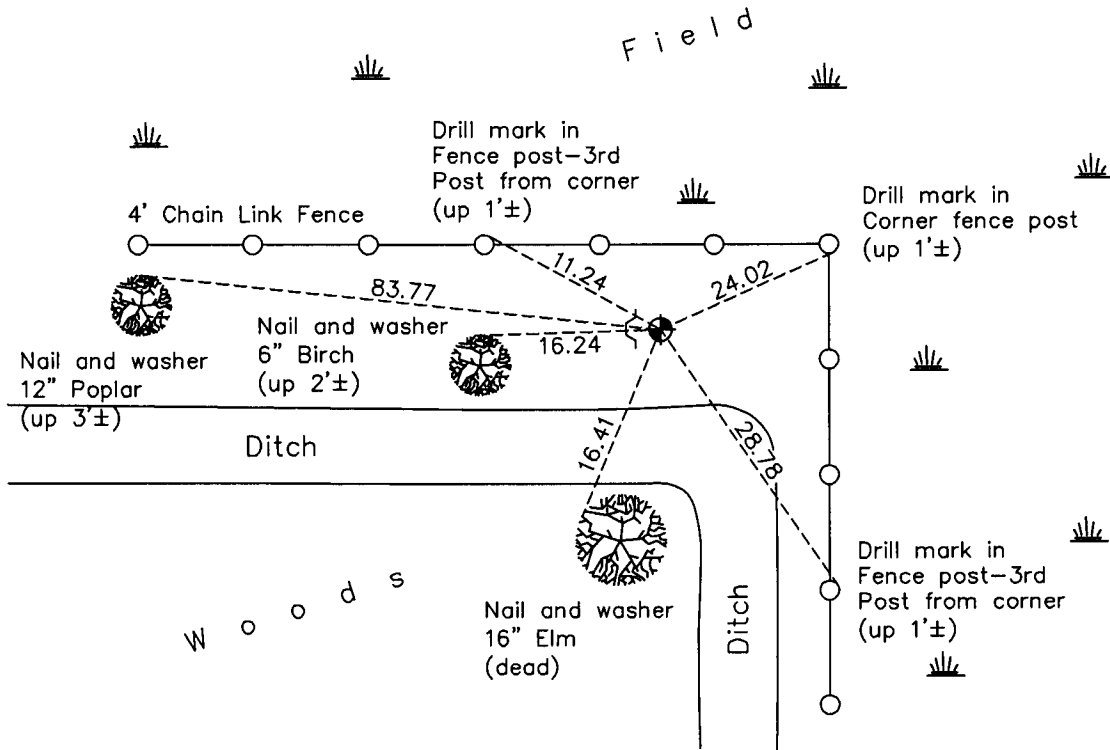 Field
Drill mark in
Fence post-3rd
Post from corner
(up 1'±)
4' Chain Link Fence
Drill mark in
Corner fence post
(up 1'±)
11.24
24.02
83.77
Nail and washer
6" Birch
(up 2'±)
16.24
Nail and washer
12" Poplar
(up 3'±)
Ditch
16.41
28.78
Woods
Nail and washer
16" Elm
(dead)
Ditch
Drill mark in
Fence post-3rd
Post from corner
(up 1'±)